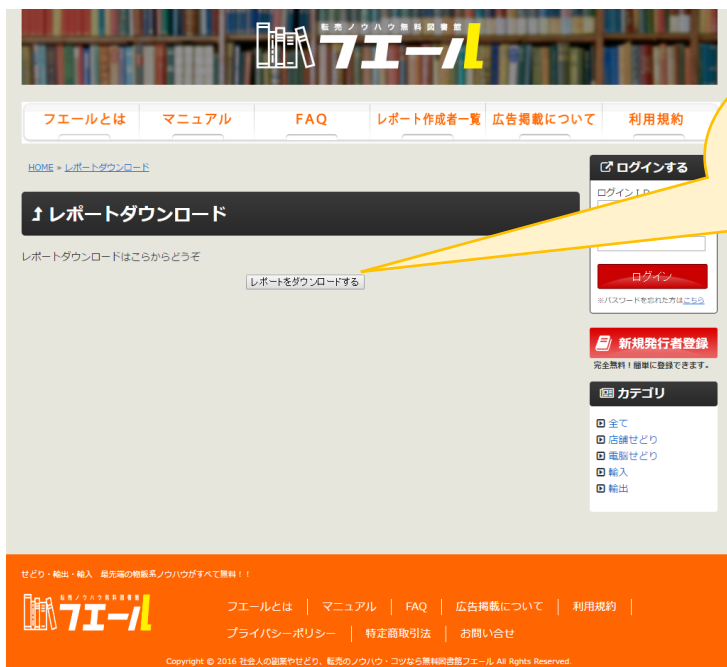 転売ノウハウ無料図書館
フエール
フエールとは マニュアル FAQ レポート作成者一覧 広告掲載について 利用規約
HOME » レポートダウンロード
レポートダウンロード
レポートダウンロードはこらからどうぞ
レポートをダウンロードする
ログインする
ログインID
ログイン
※パスワードを忘れた方はこちら
新規発行者登録
完全無料！簡単に登録できます。
カテゴリ
全て
店舗せどり
電脳せどり
輸入
輸出
せどり・輸出・輸入 最先端の物販系ノウハウがすべて無料！！
転売ノウハウ無料図書館
フエール
フエールとは | マニュアル | FAQ | 広告掲載について | 利用規約 |
プライバシーポリシー | 特定商取引法 | お問い合せ
Copyright © 2016 社会人の副業やせどり、転売のノウハウ・コツなら無料図書館フエール All Rights Reserved.